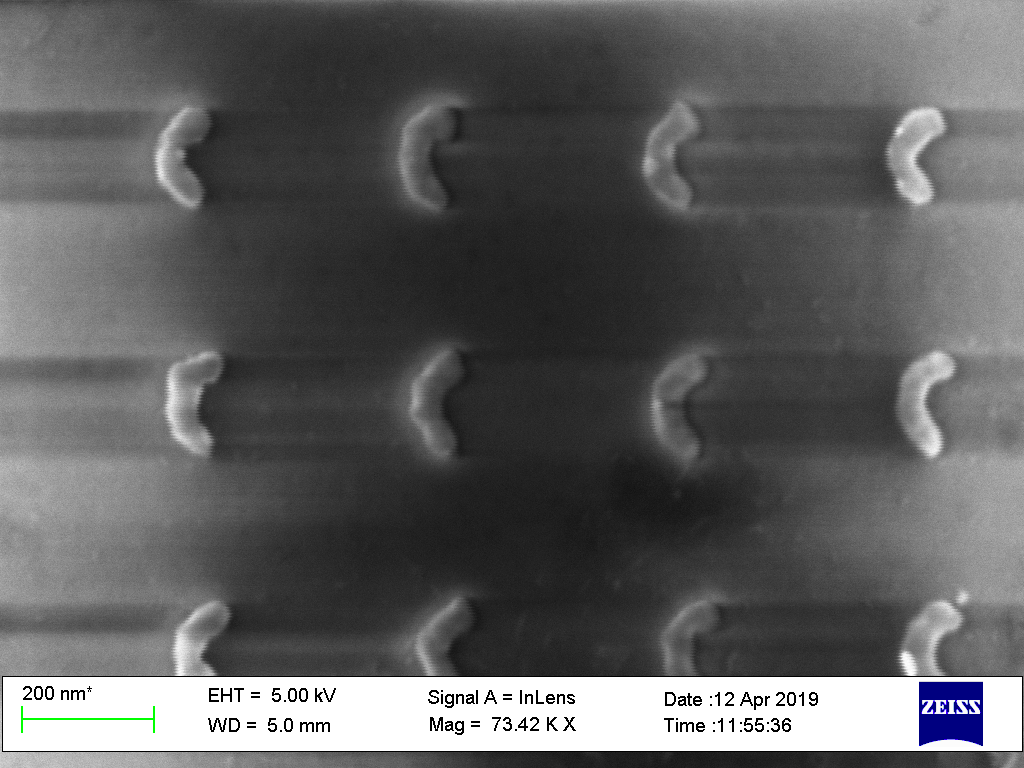 200 nm*
EHT = 5.00 kV
Signal A = InLens
Date :12 Apr 2019
WD = 5.0 mm
Mag = 73.42 K X
Time :11:55:36
ZEISS